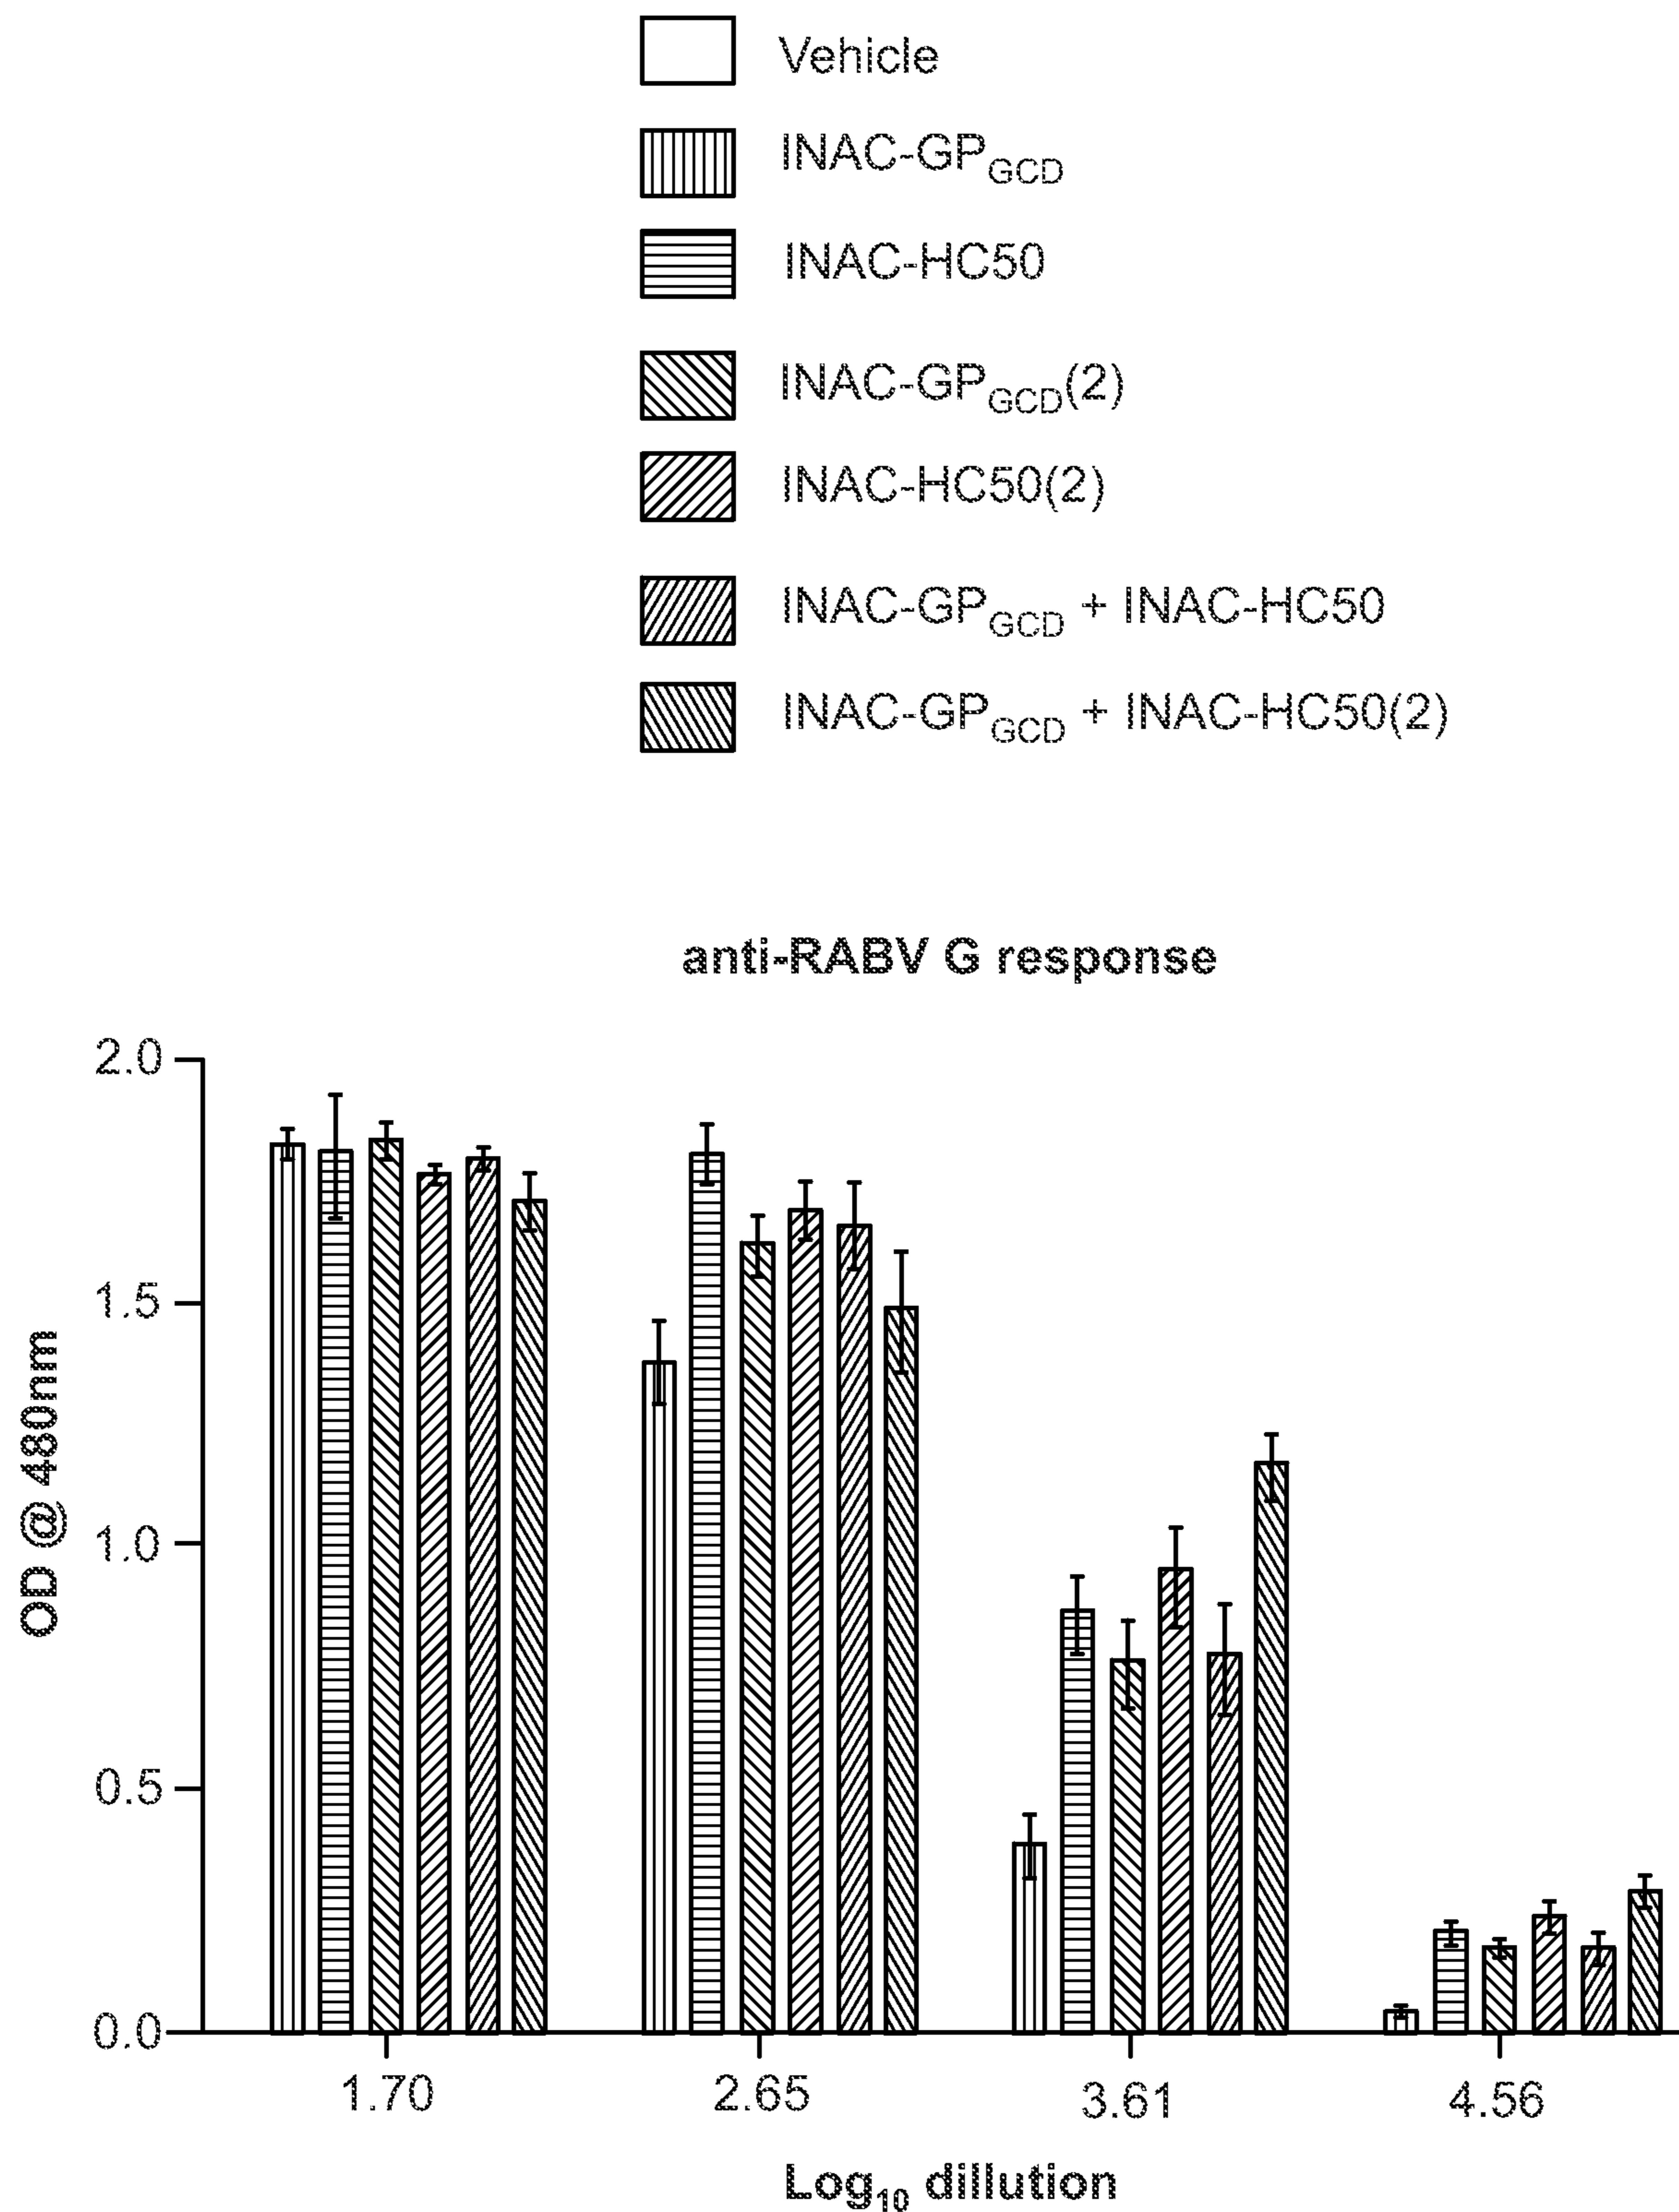 Vehicle
INAC-GPGCD
INAC-HC50
INAC-GPGCD(2)
INAC-HC50(2)
INAC-GPGCD + INAC-HC50
INAC-GPGCD + INAC-HC50(2)
anti-RABV G response
2.0
1.5
1.0
0.5
0.0
OD @ 480nm
1.70 2.65 3.61 4.56
Log10 dillution